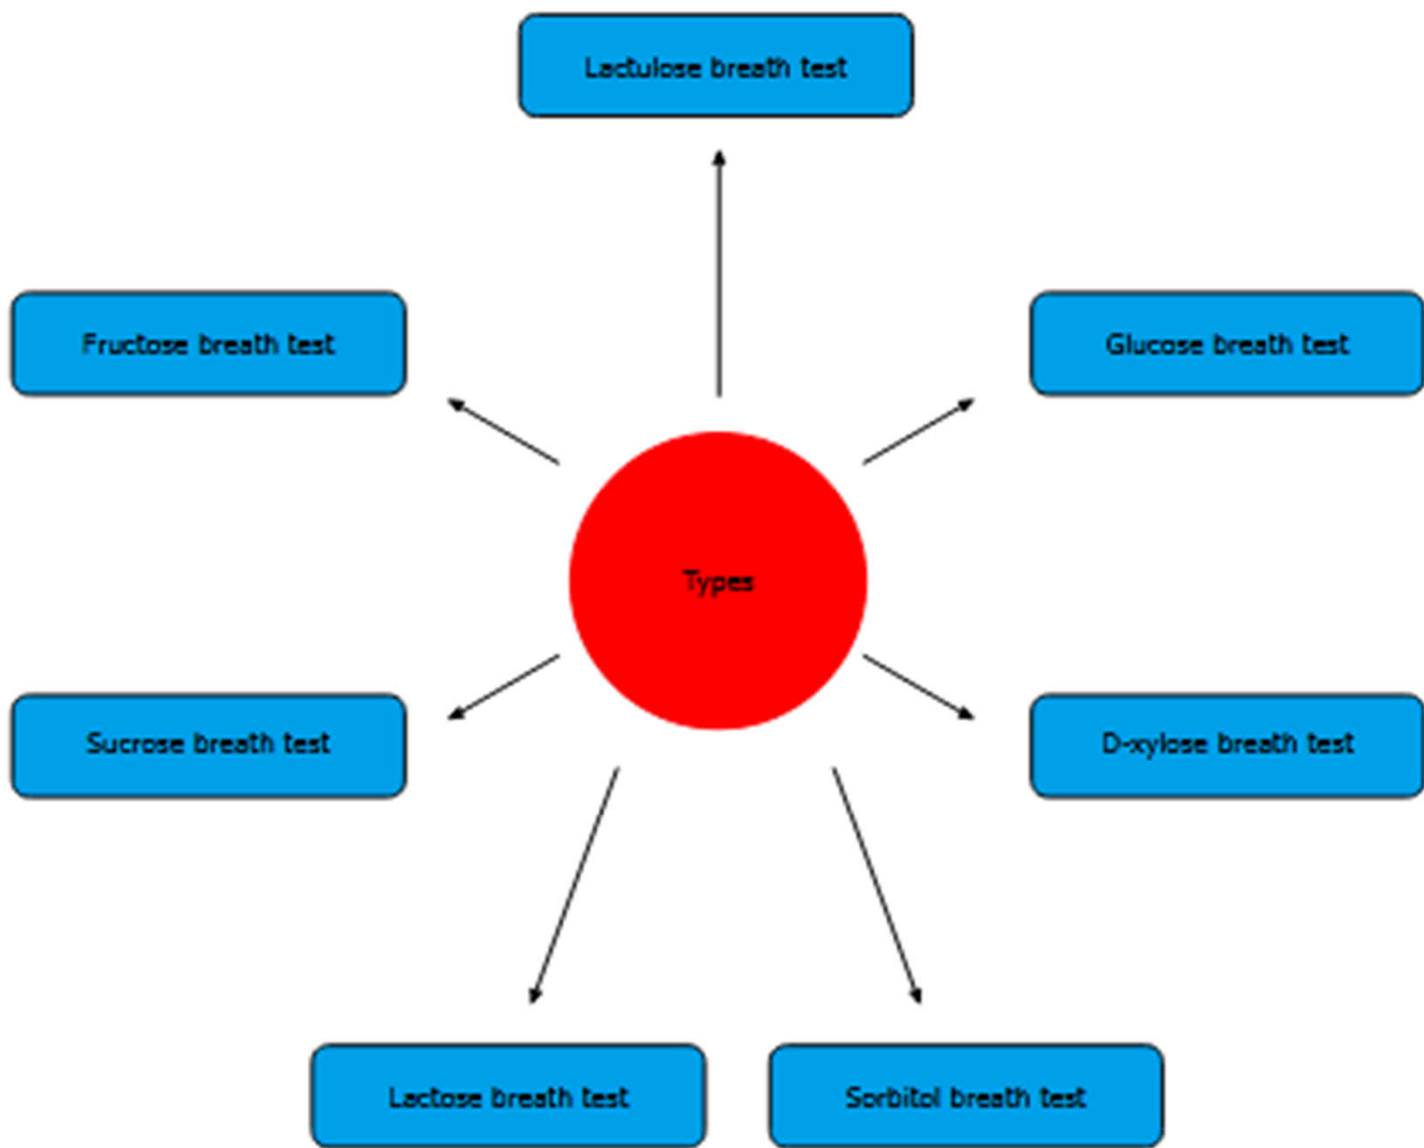 Lactulose breath test
Fructose breath test
Glucose breath test
Types
Sucrose breath test
D-xylose breath test
Lactose breath test
Sorbitol breath test